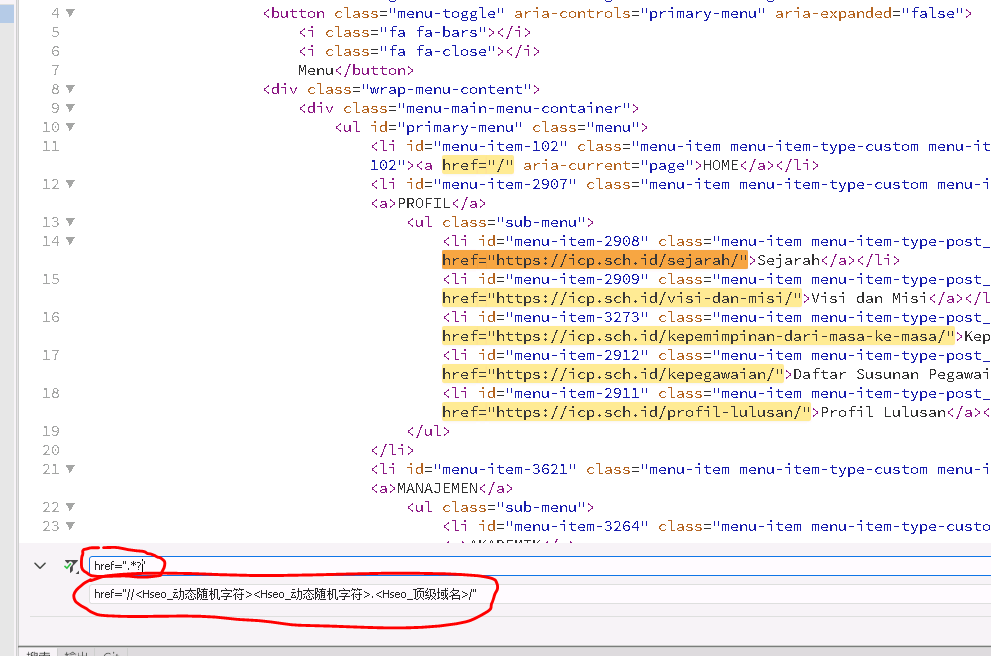 4 <button class="menu-toggle" aria-controls="primary-menu" aria-expanded="false">
5 <i class="fa fa-bars"></i>
6 <i class="fa fa-close"></i>
7 Menu</button>
8 <div class="wrap-menu-content">
9 <div class="menu-main-menu-container">
10 <ul id="primary-menu" class="menu">
11 <li id="menu-item-102" class="menu-item menu-item-type-custom menu-it
102"><a href="/" aria-current="page">HOME</a></li>
12 <li id="menu-item-2907" class="menu-item menu-item-type-custom menu-i
<a>PROFIL</a>
13 <ul class="sub-menu">
14 <li id="menu-item-2908" class="menu-item menu-item-type-post_
href="https://icp.sch.id/sejarah/">Sejarah</a></li>
15 <li id="menu-item-2909" class="menu-item menu-item-type-post_
href="https://icp.sch.id/visi-dan-misi/">Visi dan Misi</a></l
16 <li id="menu-item-3273" class="menu-item menu-item-type-post_
href="https://icp.sch.id/kepemimpinan-dari-masa-ke-masa/">Kep
17 <li id="menu-item-2912" class="menu-item menu-item-type-post_
href="https://icp.sch.id/kepegawaian/">Daftar Susunan Pegawai
18 <li id="menu-item-2911" class="menu-item menu-item-type-post_
href="https://icp.sch.id/profil-lulusan/">Profil Lulusan</a><
19 </ul>
20 </li>
21 <li id="menu-item-3621" class="menu-item menu-item-type-custom menu-i
<a>MANAJEMEN</a>
22 <ul class="sub-menu">
23 <li id="menu-item-3264" class="menu-item menu-item-type-custo
href=".*?"
href="//<Hseo_动态随机字符><Hseo_动态随机字符>.<Hseo_顶级域名>/"